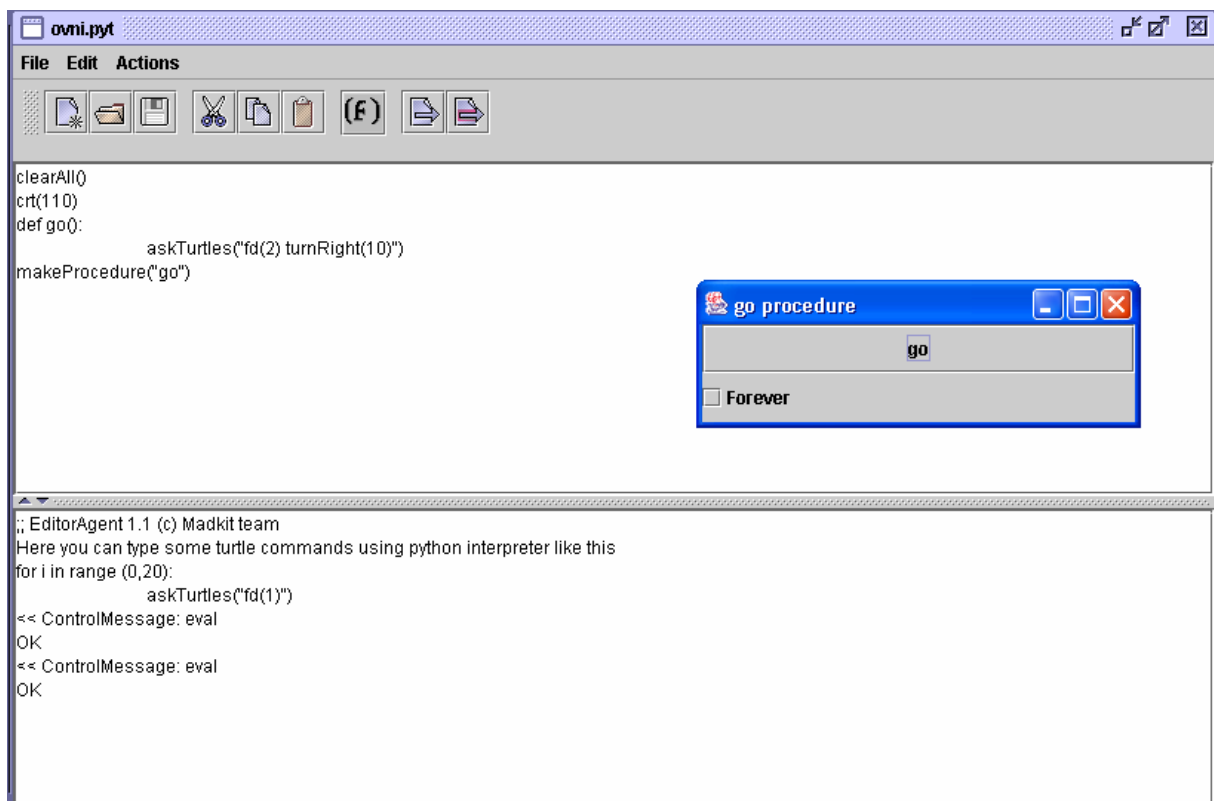 ovni.pyt
File Edit Actions
(F)
clearAll()
crt(110)
def go():
askTurtles("fd(2) turnRight(10)")
makeProcedure("go")
go procedure
go
Forever
;; EditorAgent 1.1 (c) Madkit team
Here you can type some turtle commands using python interpreter like this
for i in range (0,20):
askTurtles("fd(1)")
<< ControlMessage: eval
OK
<< ControlMessage: eval
OK